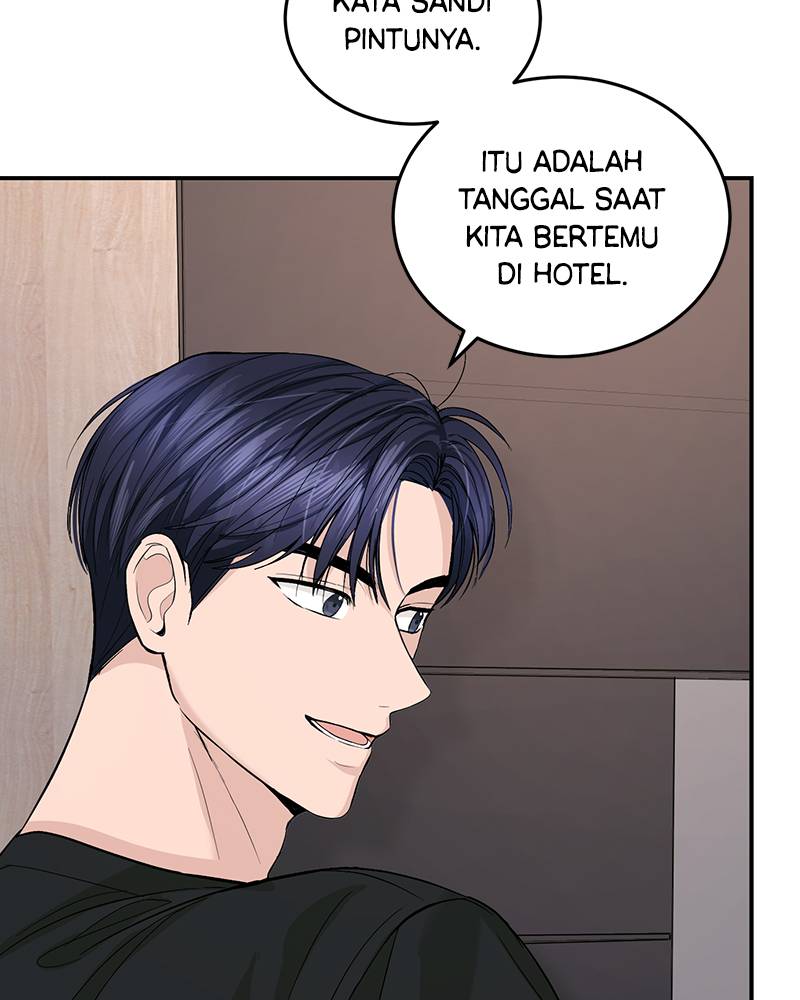 KATA SANDI
PINTUNYA.
ITU ADALAH
TANGGAL SAAT
KITA BERTEMU
DI HOTEL.